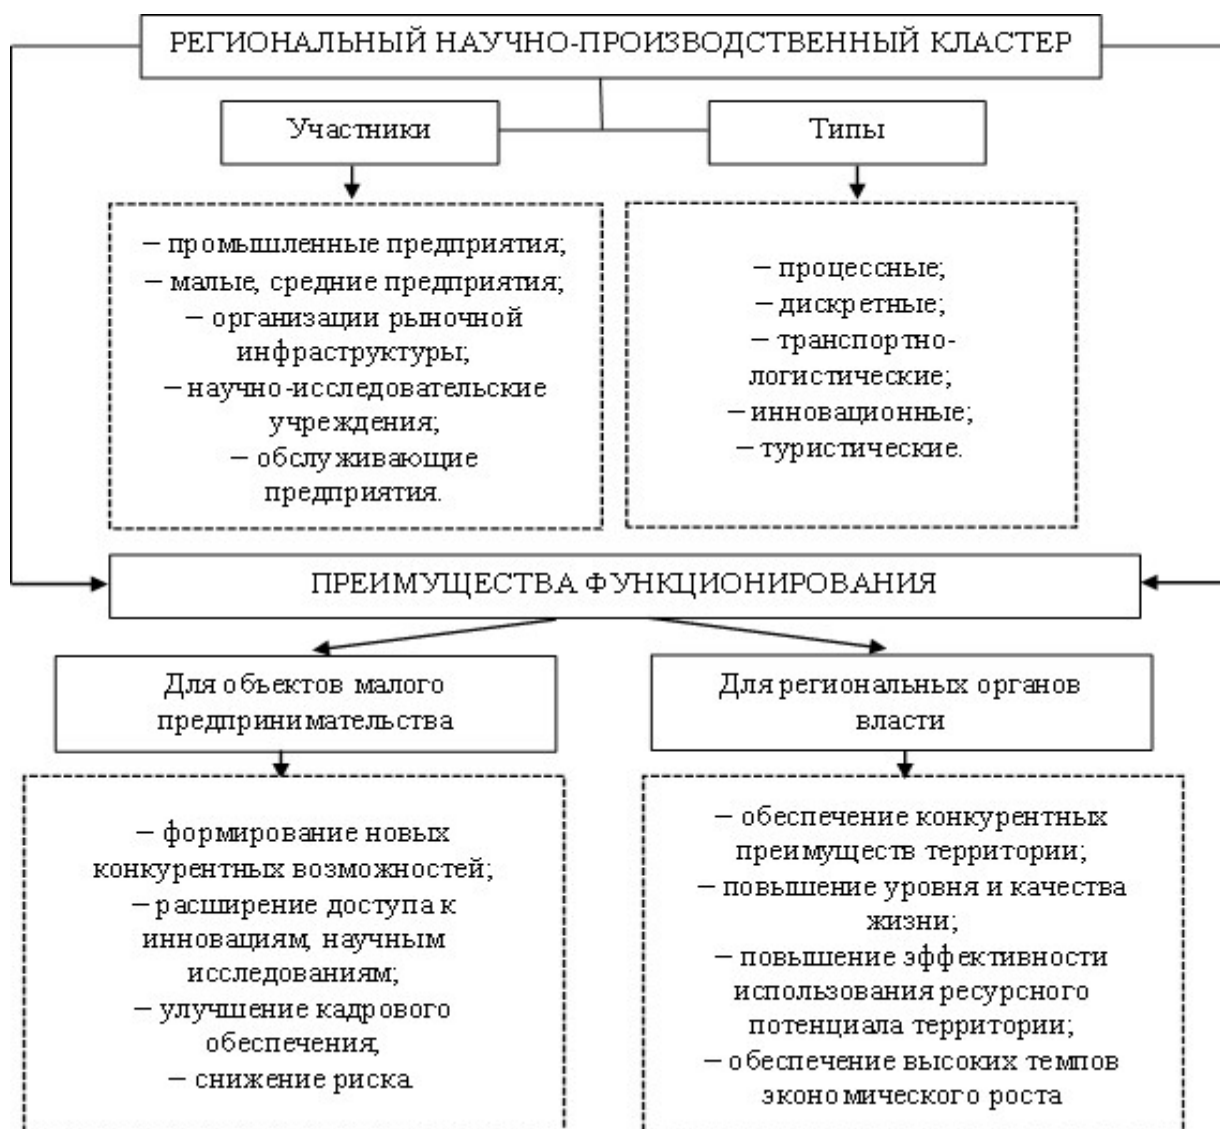 РЕГИОНАЛЬНЫЙ НАУЧНО-ПРОИЗВОДСТВЕННЫЙ КЛАСТЕР
Участники
Типы
– промышленные предприятия;
– малые, средние предприятия;
– организации рыночной
инфраструктуры;
– научно-исследовательские
учреждения;
– обслуживающие
предприятия.
– процессные;
– дискретные;
– транспортно-
логистические;
– инновационные;
– туристические.
ПРЕИМУЩЕСТВА ФУНКЦИОНИРОВАНИЯ
Для объектов малого
предпринимательства
Для региональных органов
власти
– формирование новых
конкурентных возможностей;
– расширение доступа к
инновациям, научным
исследованиям;
– улучшение кадрового
обеспечения;
– снижение риска
– обеспечение конкурентных
преимуществ территории;
– повышение уровня и качества
жизни;
– повышение эффективности
использования ресурсного
потенциала территории;
– обеспечение высоких темпов
экономического роста